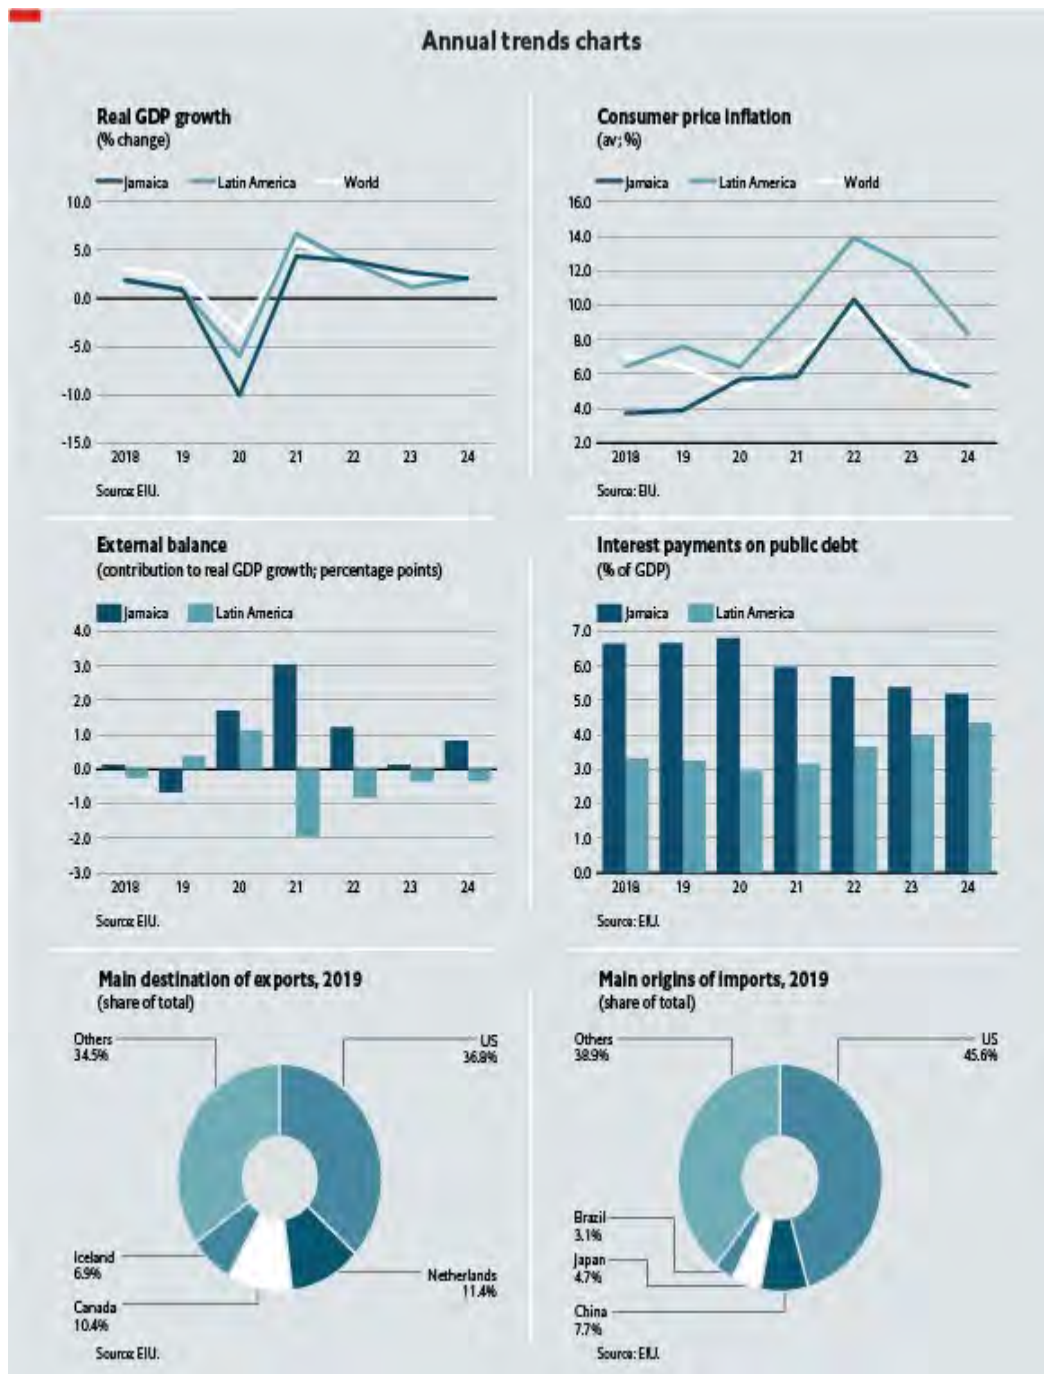 Annual trends charts
Real GDP growth
(% change)
Jamaica Latin America World
10.0
5.0
0.0
-5.0
-10.0
-15.0
2018 19 20 21 22 23 24
Source: EIU.
Consumer price inflation
(av; %)
Jamaica Latin America World
16.0
14.0
12.0
10.0
8.0
6.0
4.0
2.0
2018 19 20 21 22 23 24
Source: EIU.
External balance
(contribution to real GDP growth; percentage points)
Jamaica Latin America
4.0
3.0
2.0
1.0
0.0
-1.0
-2.0
-3.0
2018 19 20 21 22 23 24
Source: EIU.
Interest payments on public debt
(% of GDP)
Jamaica Latin America
7.0
6.0
5.0
4.0
3.0
2.0
1.0
0.0
2018 19 20 21 22 23 24
Source: EIU.
Main destination of exports, 2019
(share of total)
Others
34.5%
US
36.8%
Iceland
6.9%
Netherlands
11.4%
Canada
10.4%
Source: EIU.
Main origins of imports, 2019
(share of total)
Others
38.9%
US
45.6%
Brazil
3.1%
Japan
4.7%
China
7.7%
Source: EIU.